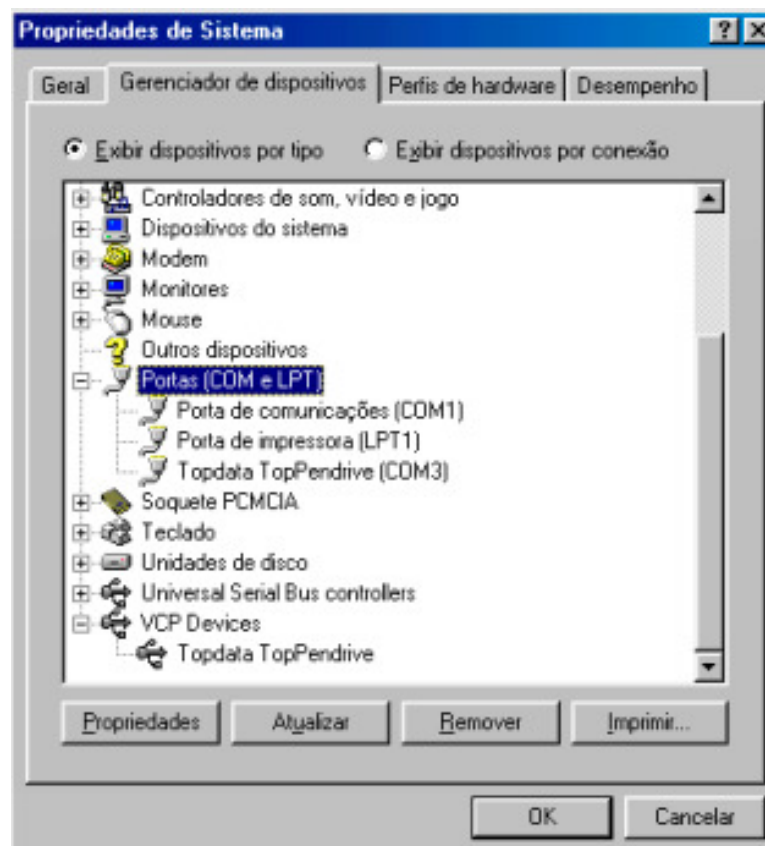 Propriedades de Sistema
Geral Gerenciador de dispositivos Perfis de hardware Desempenho
Exibir dispositivos por tipo Exibir dispositivos por conexão
Controladores de som, vídeo e jogo
Dispositivos do sistema
Modem
Monitores
Mouse
Outros dispositivos
Portas (COM e LPT)
Porta de comunicações (COM1)
Porta de impressora (LPT1)
Topdata TopPendrive (COM3)
Soquete PCMCIA
Teclado
Unidades de disco
Universal Serial Bus controllers
VCP Devices
Topdata TopPendrive
Propriedades Atualizar Remover Imprimir...
OK Cancelar